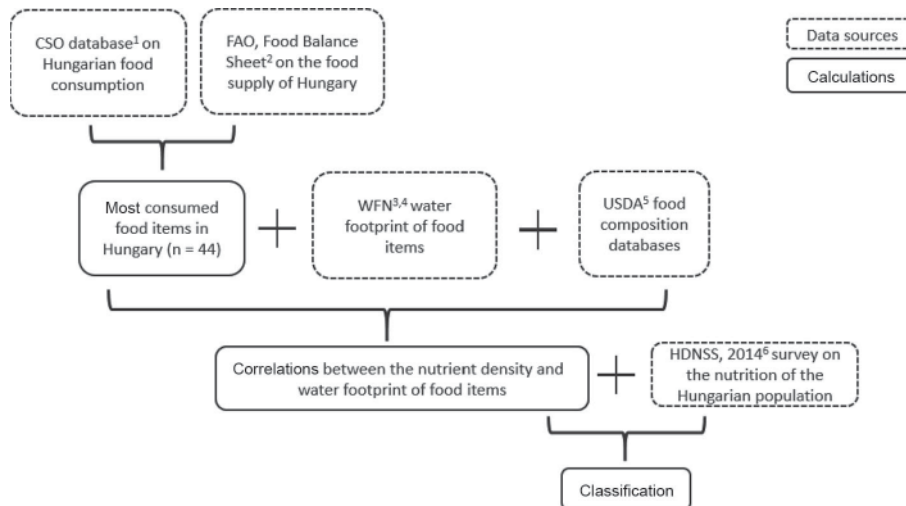 CSO database¹ on
Hungarian food
consumption
FAO, Food Balance
Sheet² on the food
supply of Hungary
Data sources
Calculations
Most consumed
food items in
Hungary (n = 44)
WFN³,⁴ water
footprint of food
items
USDA⁵ food
composition
databases
Correlations between the nutrient density and
water footprint of food items
HDNSS, 2014⁶ survey on
the nutrition of the
Hungarian population
Classification